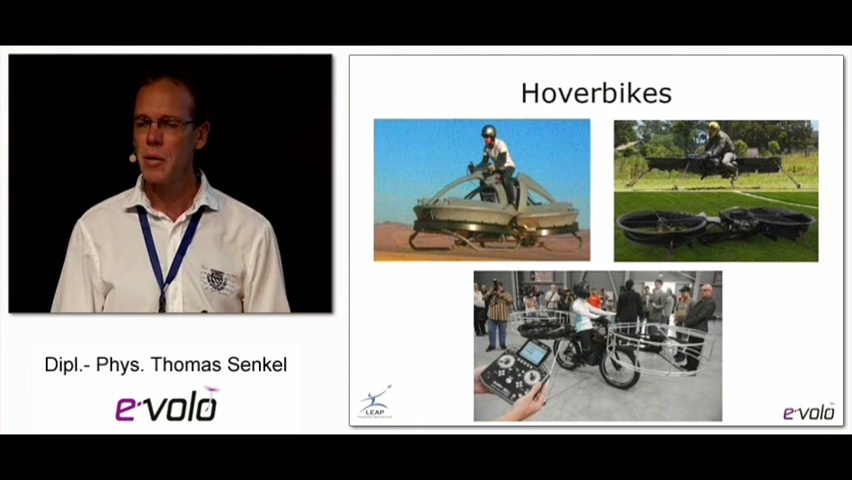 Hoverbikes
Dipl.- Phys. Thomas Senkel
e-volo
LEAP
e-volo